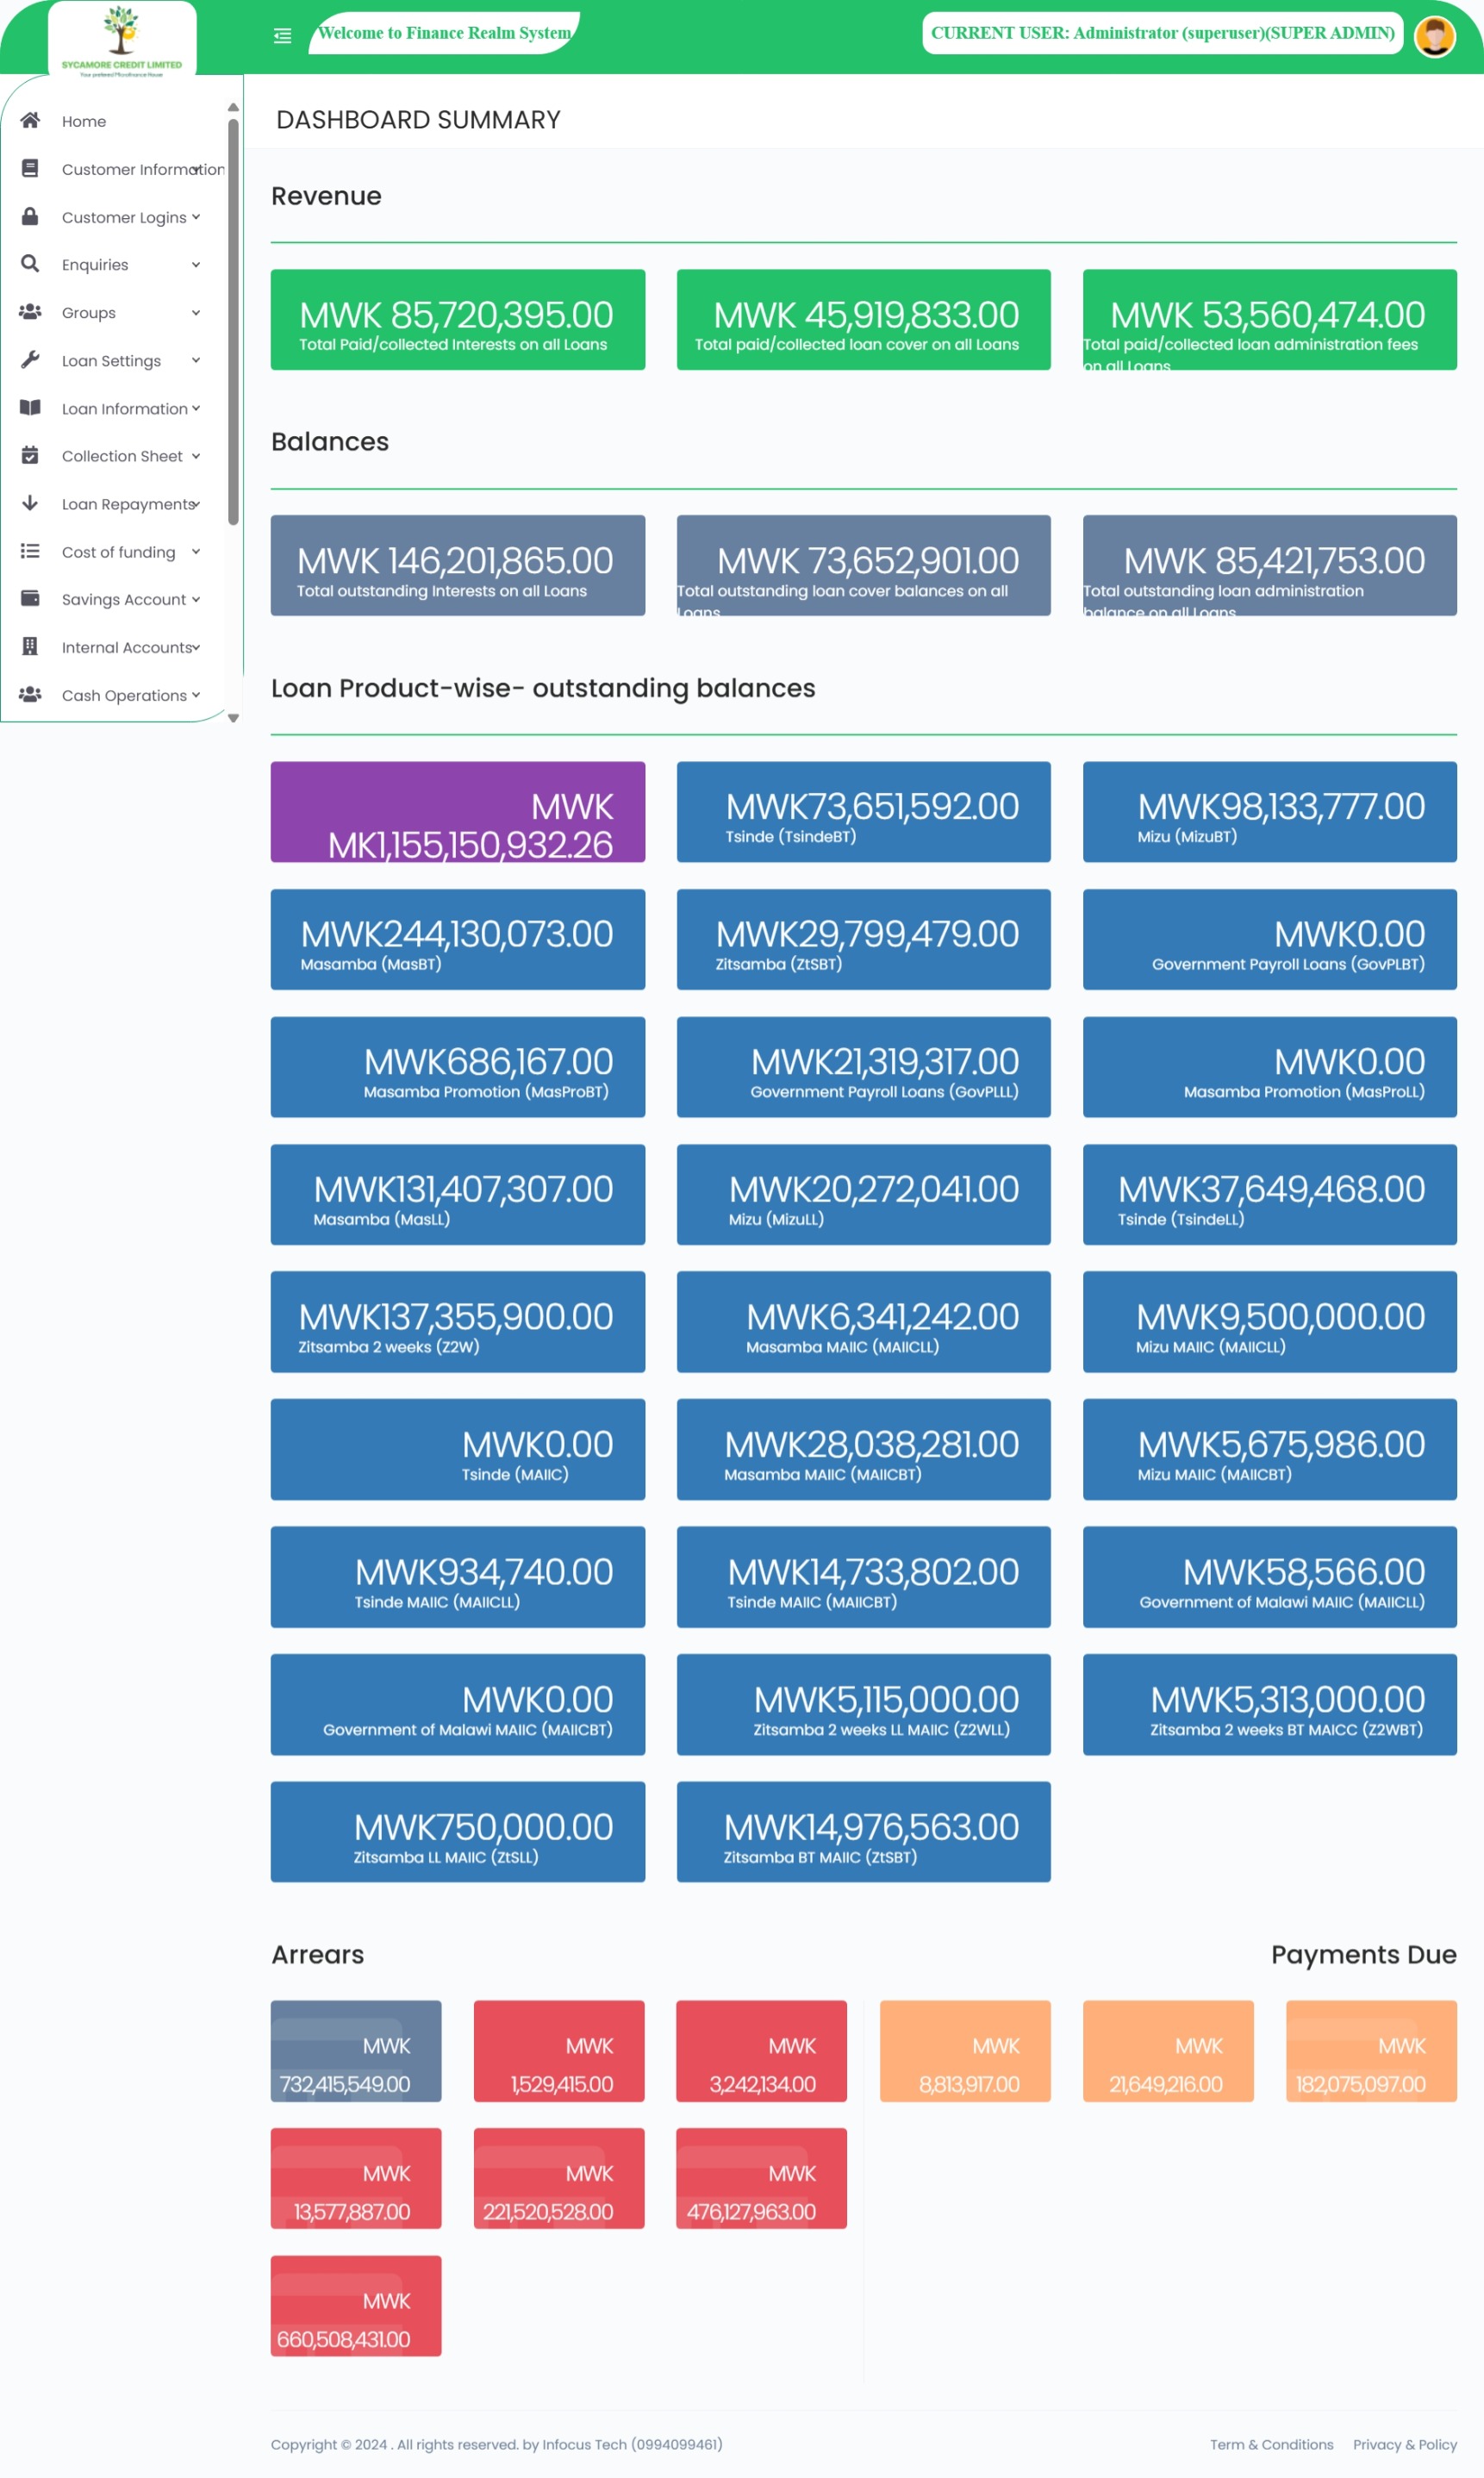 SYCAMORE CREDIT LIMITED
Your preferred Microfinance House
Welcome to Finance Realm System
CURRENT USER: Administrator (superuser)(SUPER ADMIN)
Home
Customer Information
Customer Logins
Enquiries
Groups
Loan Settings
Loan Information
Collection Sheet
Loan Repayments
Cost of funding
Savings Account
Internal Accounts
Cash Operations
DASHBOARD SUMMARY
Revenue
MWK 85,720,395.00
Total Paid/collected Interests on all Loans
MWK 45,919,833.00
Total paid/collected loan cover on all Loans
MWK 53,560,474.00
Total paid/collected loan administration fees
on all Loans
Balances
MWK 146,201,865.00
Total outstanding Interests on all Loans
MWK 73,652,901.00
Total outstanding loan cover balances on all
Loans
MWK 85,421,753.00
Total outstanding loan administration
balance on all Loans
Loan Product-wise- outstanding balances
MWK
MK1,155,150,932.26
MWK73,651,592.00
Tsinde (TsindeBT)
MWK98,133,777.00
Mizu (MizuBT)
MWK244,130,073.00
Masamba (MasBT)
MWK29,799,479.00
Zitsamba (ZtSBT)
MWK0.00
Government Payroll Loans (GovPLBT)
MWK686,167.00
Masamba Promotion (MasProBT)
MWK21,319,317.00
Government Payroll Loans (GovPLLL)
MWK0.00
Masamba Promotion (MasProLL)
MWK131,407,307.00
Masamba (MasLL)
MWK20,272,041.00
Mizu (MizuLL)
MWK37,649,468.00
Tsinde (TsindeLL)
MWK137,355,900.00
Zitsamba 2 weeks (Z2W)
MWK6,341,242.00
Masamba MAIIC (MAIICLL)
MWK9,500,000.00
Mizu MAIIC (MAIICLL)
MWK0.00
Tsinde (MAIIC)
MWK28,038,281.00
Masamba MAIIC (MAIICBT)
MWK5,675,986.00
Mizu MAIIC (MAIICBT)
MWK934,740.00
Tsinde MAIIC (MAIICLL)
MWK14,733,802.00
Tsinde MAIIC (MAIICBT)
MWK58,566.00
Government of Malawi MAIIC (MAIICLL)
MWK0.00
Government of Malawi MAIIC (MAIICBT)
MWK5,115,000.00
Zitsamba 2 weeks LL MAIIC (Z2WLL)
MWK5,313,000.00
Zitsamba 2 weeks BT MAICC (Z2WBT)
MWK750,000.00
Zitsamba LL MAIIC (ZtSLL)
MWK14,976,563.00
Zitsamba BT MAIIC (ZtSBT)
Arrears
MWK
732,415,549.00
MWK
1,529,415.00
MWK
3,242,134.00
MWK
13,577,887.00
MWK
221,520,528.00
MWK
476,127,963.00
MWK
660,508,431.00
Payments Due
MWK
8,813,917.00
MWK
21,649,216.00
MWK
182,075,097.00
Copyright © 2024 . All rights reserved. by Infocus Tech (0994099461)
Term & Conditions
Privacy & Policy